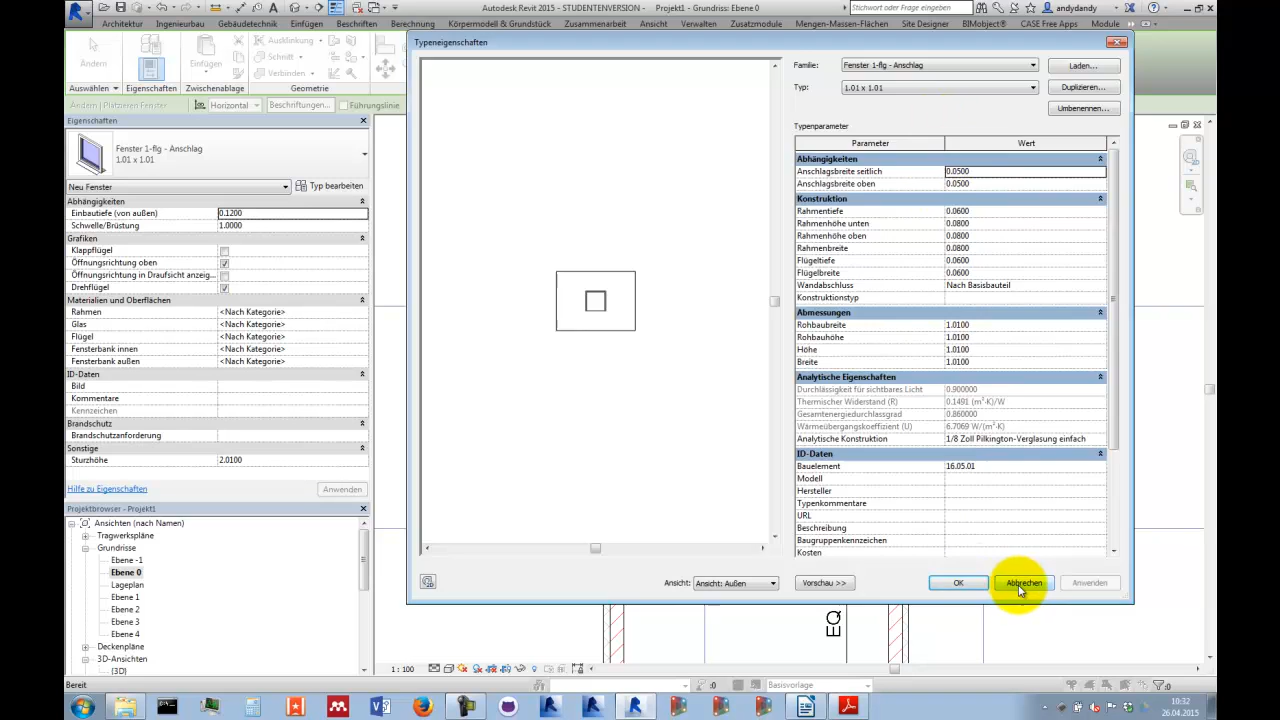 Autodesk Revit 2015 - STUDENTENVERSION - Projekt1 - Grundriss: Ebene 0
Stichwort oder Frage eingeben
andydandy
Architektur Ingenieurbau Gebäudetechnik Einfügen Beschriften Berechnung Körpermodell & Grundstück Zusammenarbeit Ansicht Verwalten Zusatzmodule Mengen-Massen-Flächen Site Designer BIMobject® CASE Free Apps Module
Ändern
Einfügen
Ausklinkung
Schnitt
Verbinden
Auswählen Eigenschaften Zwischenablage Geometrie
Ändern | Platzieren Fenster Horizontal Beschriftungen... Führungslinie
Eigenschaften
Fenster 1-flg - Anschlag
1.01 x 1.01
Neu Fenster Typ bearbeiten
Abhängigkeiten
Einbautiefe (von außen) 0.1200
Schwelle/Brüstung 1.0000
Grafiken
Klappflügel
Öffnungsrichtung oben
Öffnungsrichtung in Draufsicht anzeig...
Drehflügel
Materialien und Oberflächen
Rahmen <Nach Kategorie>
Glas <Nach Kategorie>
Flügel <Nach Kategorie>
Fensterbank innen <Nach Kategorie>
Fensterbank außen <Nach Kategorie>
ID-Daten
Bild
Kommentare
Kennzeichen
Brandschutz
Brandschutzanforderung
Sonstige
Sturzhöhe 2.0100
Hilfe zu Eigenschaften Anwenden
Projektbrowser - Projekt1
Ansichten (nach Namen)
Tragwerkspläne
Grundrisse
Ebene -1
Ebene 0
Lageplan
Ebene 1
Ebene 2
Ebene 3
Ebene 4
Deckenpläne
3D-Ansichten
{3D}
Typeneigenschaften
Familie: Fenster 1-flg - Anschlag Laden...
Typ: 1.01 x 1.01 Duplizieren...
Umbenennen...
Typenparameter
Parameter Wert
Abhängigkeiten
Anschlagsbreite seitlich 0.0500
Anschlagsbreite oben 0.0500
Konstruktion
Rahmentiefe 0.0600
Rahmenhöhe unten 0.0800
Rahmenhöhe oben 0.0800
Rahmenbreite 0.0800
Flügeltiefe 0.0600
Flügelbreite 0.0600
Wandabschluss Nach Basisbauteil
Konstruktionstyp
Abmessungen
Rohbaubreite 1.0100
Rohbauhöhe 1.0100
Höhe 1.0100
Breite 1.0100
Analytische Eigenschaften
Durchlässigkeit für sichtbares Licht 0.900000
Thermischer Widerstand (R) 0.1491 (m²·K)/W
Gesamtenergiedurchlassgrad 0.860000
Wärmeübergangskoeffizient (U) 6.7069 W/(m²·K)
Analytische Konstruktion 1/8 Zoll Pilkington-Verglasung einfach
ID-Daten
Bauelement 16.05.01
Modell
Hersteller
Typenkommentare
URL
Beschreibung
Baugruppenkennzeichen
Kosten
Ansicht: Ansicht: Außen Vorschau >> OK Abbrechen Anwenden
EQ
1 : 100
Bereit
:0
Basisvorlage
:0
10:32
26.04.2015